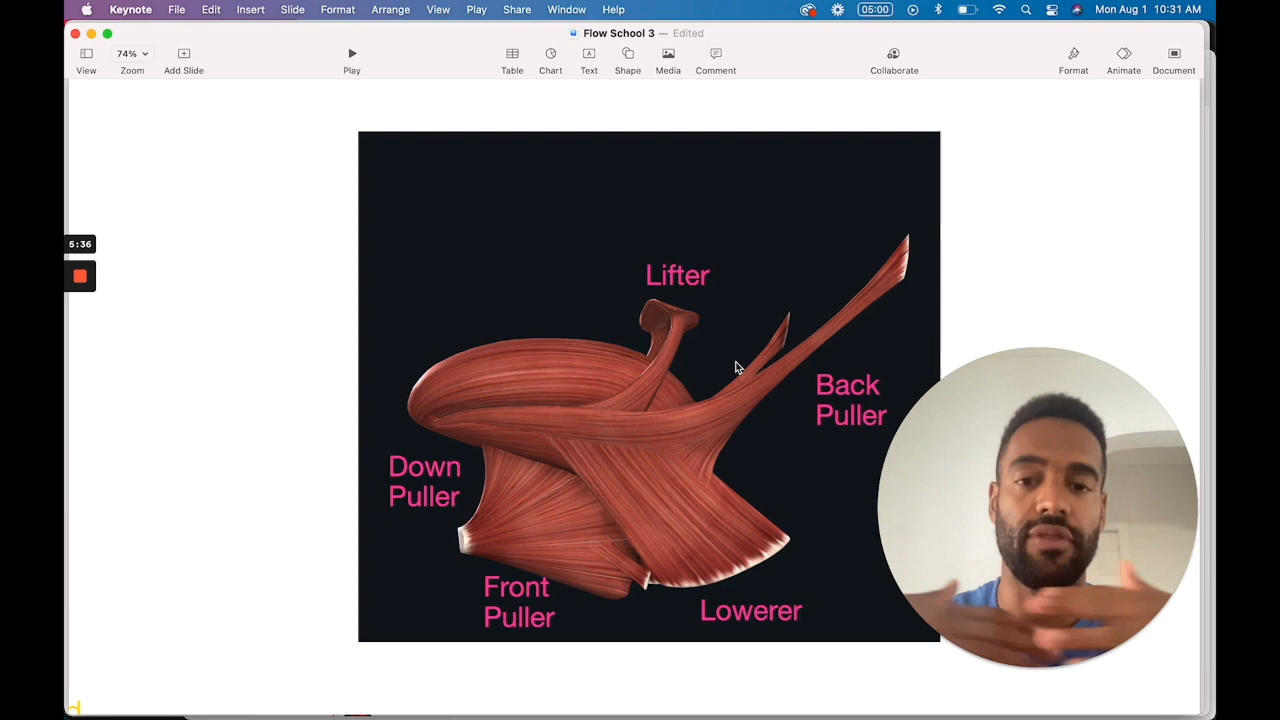 Keynote File Edit Insert Slide Format Arrange View Play Share Window Help 05:00 Mon Aug 1 10:31 AM
Flow School 3 — Edited
74%
View Zoom Add Slide Play Table Chart Text Shape Media Comment Collaborate Format Animate Document
5:36
Lifter
Back
Puller
Down
Puller
Front
Puller
Lowerer
d